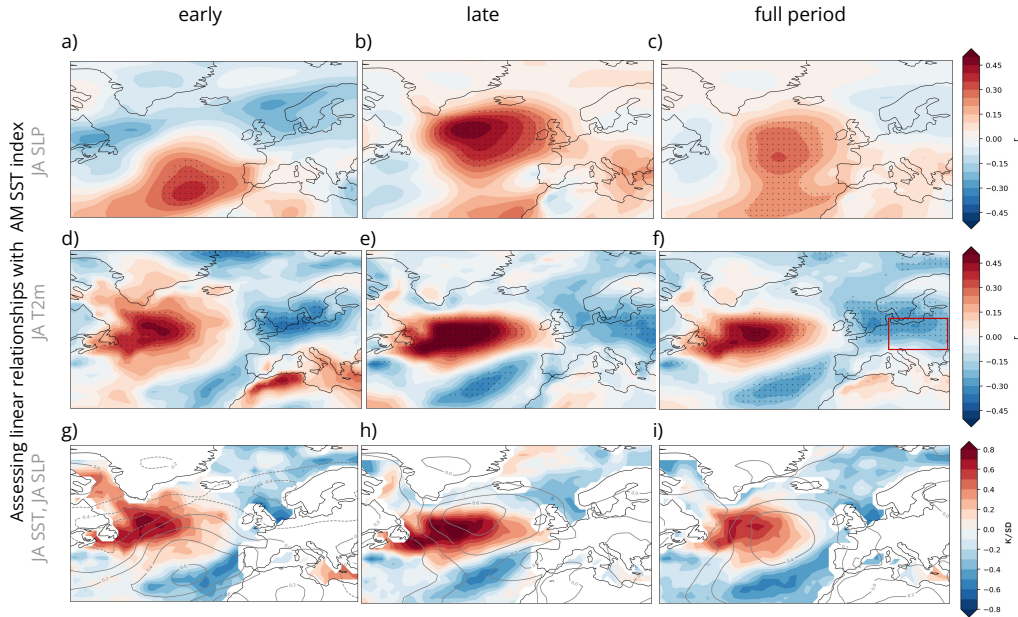 early late full period
a) b) c)
Assessing linear relationships with AM SST index
JA SLP
0.45
0.30
0.15
0.00
−0.15
−0.30
−0.45
r
d) e) f)
JA T2m
0.45
0.30
0.15
0.00
−0.15
−0.30
−0.45
r
g) h) i)
JA SST, JA SLP
0.8
0.6
0.4
0.2
0.0
−0.2
−0.4
−0.6
−0.8
K/SD